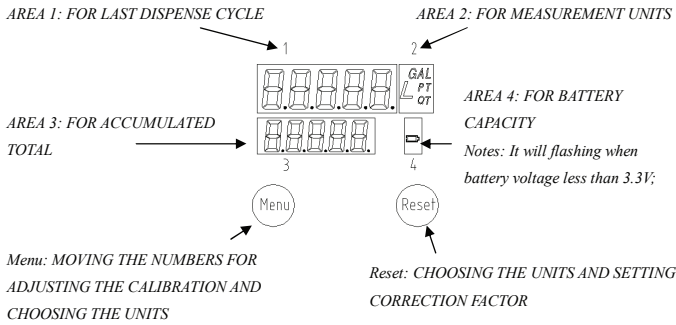 AREA 1: FOR LAST DISPENSE CYCLE
AREA 2: FOR MEASUREMENT UNITS
1
2
GAL
L PT
QT
AREA 3: FOR ACCUMULATED
TOTAL
AREA 4: FOR BATTERY
CAPACITY
Notes: It will flashing when
battery voltage less than 3.3V;
3
4
Menu
Reset
Menu: MOVING THE NUMBERS FOR
ADJUSTING THE CALIBRATION AND
CHOOSING THE UNITS
Reset: CHOOSING THE UNITS AND SETTING
CORRECTION FACTOR